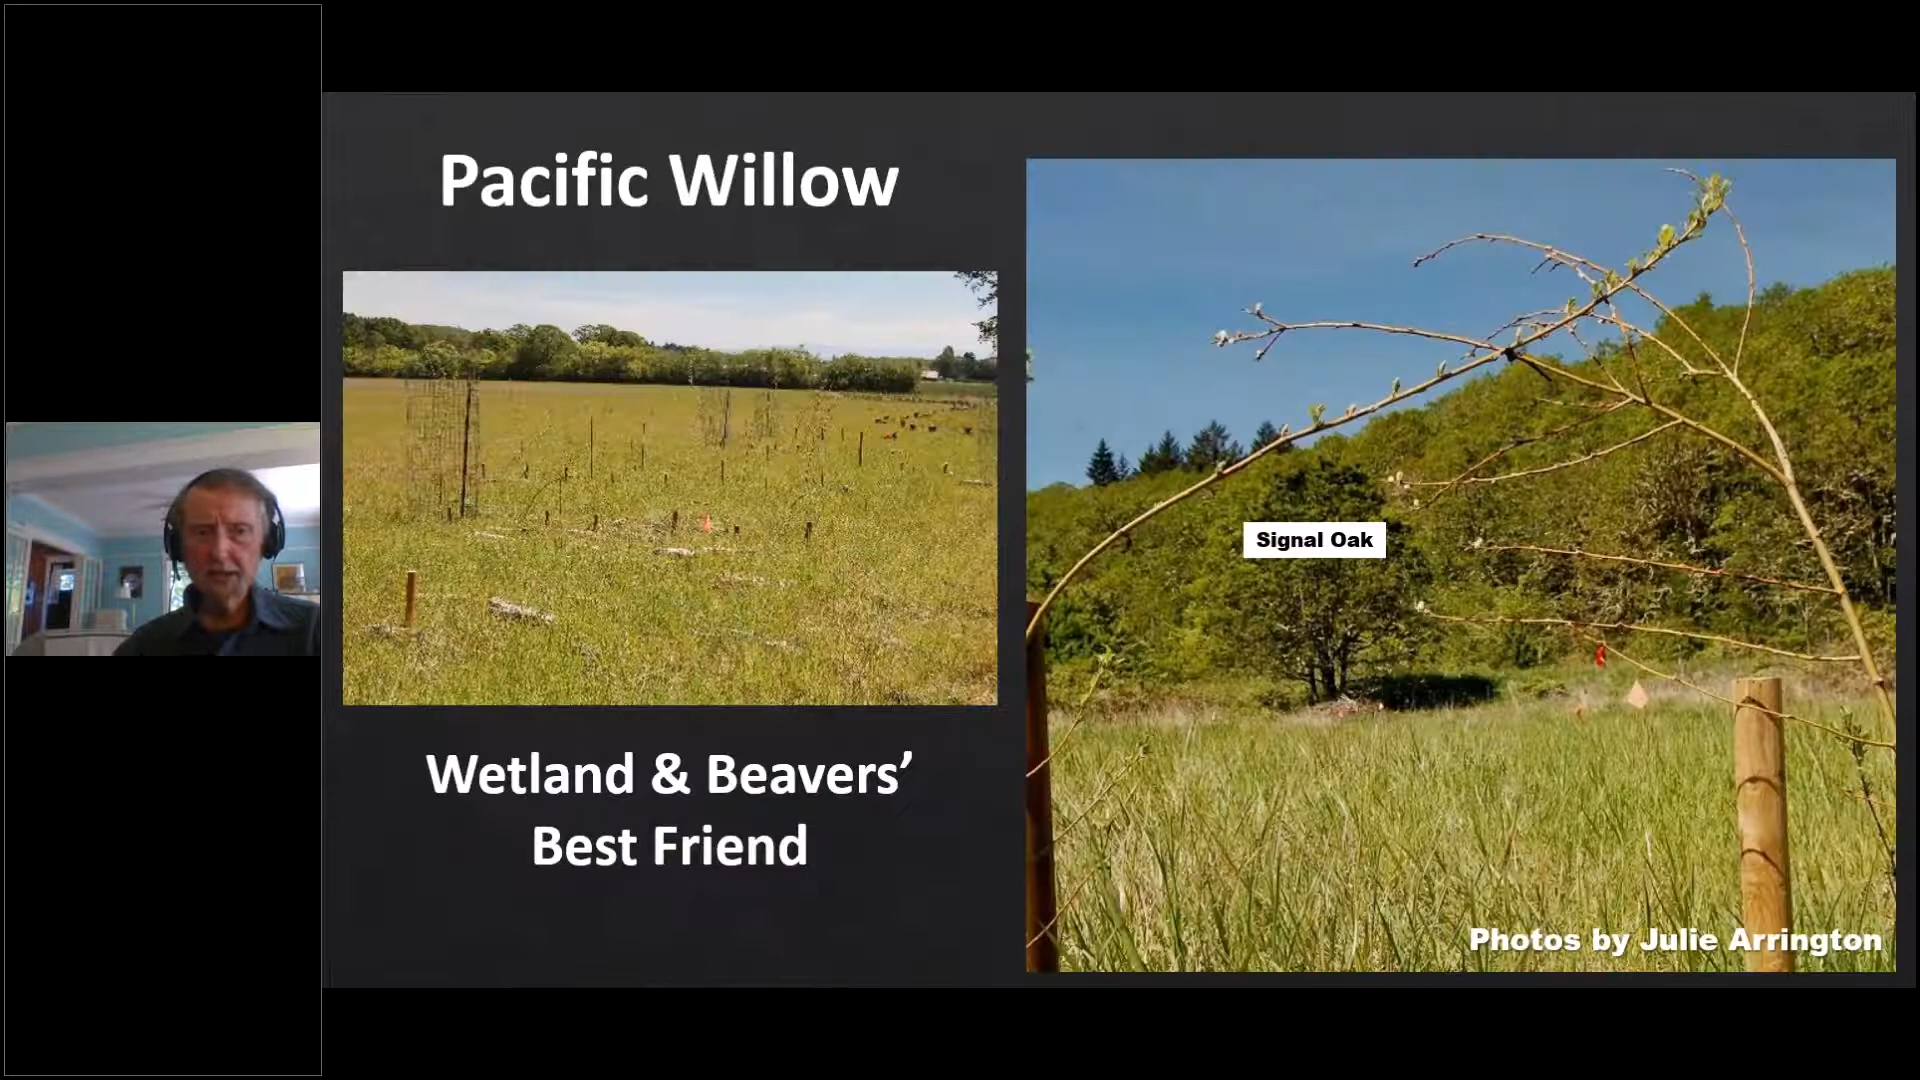 Pacific Willow
Wetland & Beavers’
Best Friend
Signal Oak
Photos by Julie Arrington